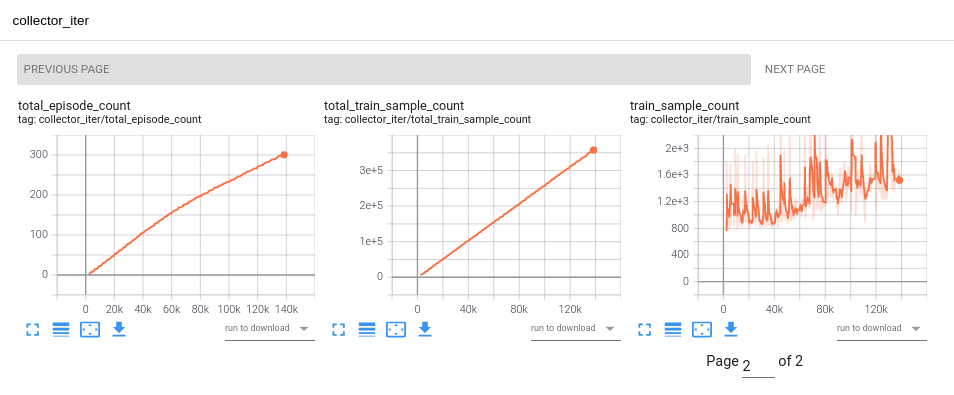 collector_iter
PREVIOUS PAGE
NEXT PAGE
total_episode_count
tag: collector_iter/total_episode_count
300
200
100
0
0 20k 40k 60k 80k 100k 120k 140k
run to download
total_train_sample_count
tag: collector_iter/total_train_sample_count
3e+5
2e+5
1e+5
0
0 40k 80k 120k
run to download
train_sample_count
tag: collector_iter/train_sample_count
2e+3
1.6e+3
1.2e+3
800
400
0
0 40k 80k 120k
run to download
Page 2 of 2